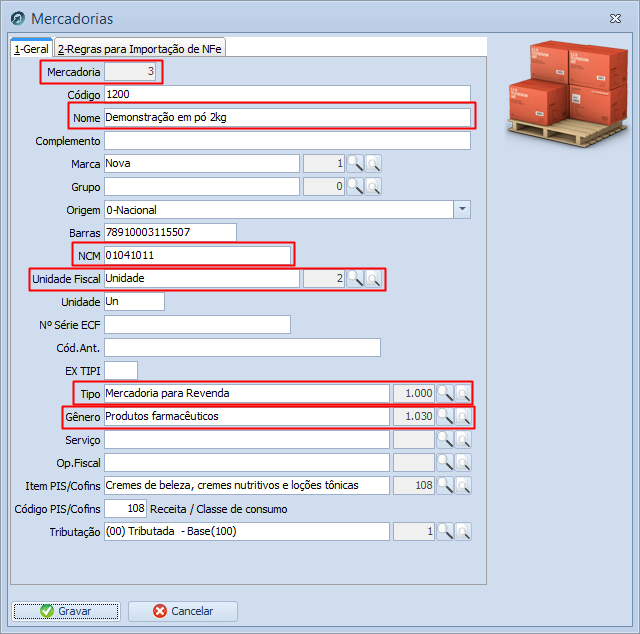 Mercadorias
1-Geral 2-Regras para Importação de NFe
Mercadoria 3
Código 1200
Nome Demonstração em pó 2kg
Complemento
Marca Nova 1
Grupo 0
Origem 0-Nacional
Barras 78910003115507
NCM 01041011
Unidade Fiscal Unidade 2
Unidade Un
Nº Série ECF
Cód.Ant.
EX TIPI
Tipo Mercadoria para Revenda 1.000
Gênero Produtos farmacêuticos 1.030
Serviço
Op.Fiscal
Item PIS/Cofins Cremes de beleza, cremes nutritivos e loções tônicas 108
Código PIS/Cofins 108 Receita / Classe de consumo
Tributação (00) Tributada - Base(100) 1
Gravar Cancelar